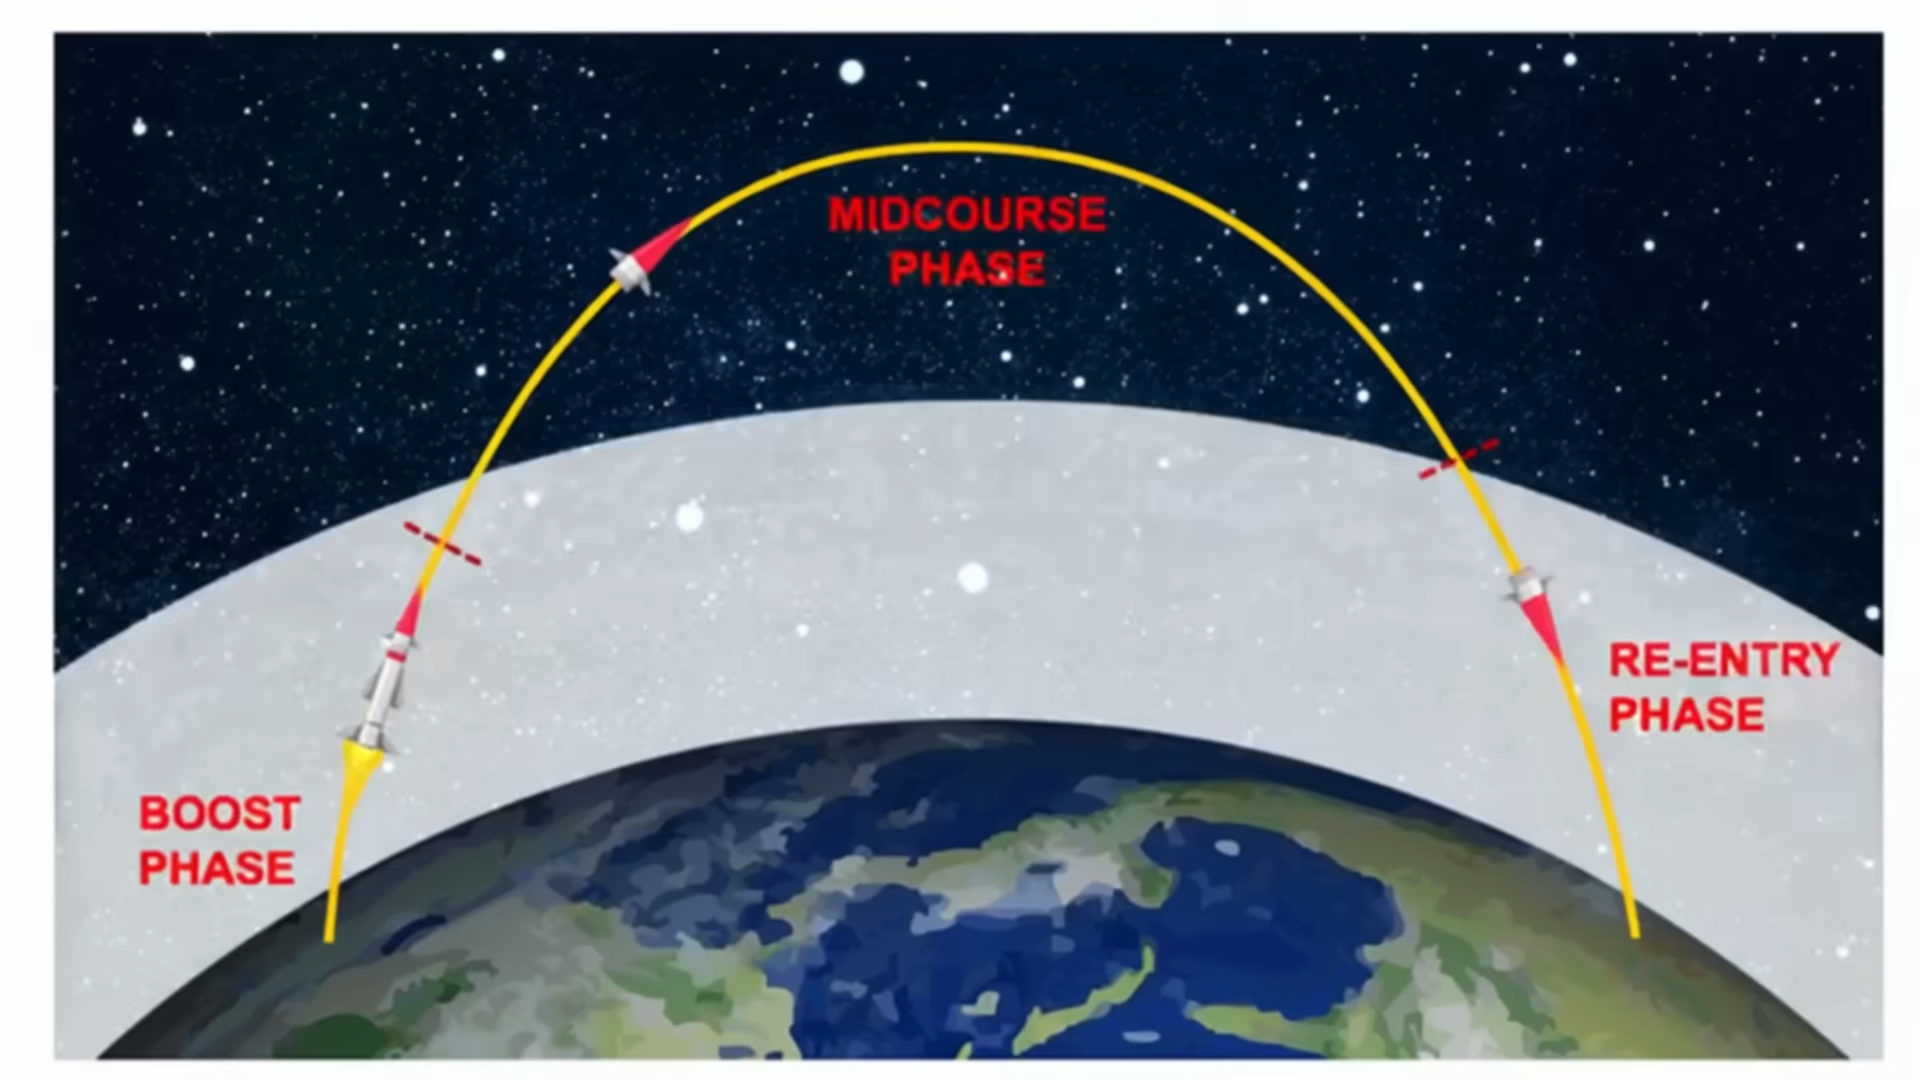 MIDCOURSE
PHASE
RE-ENTRY
PHASE
BOOST
PHASE